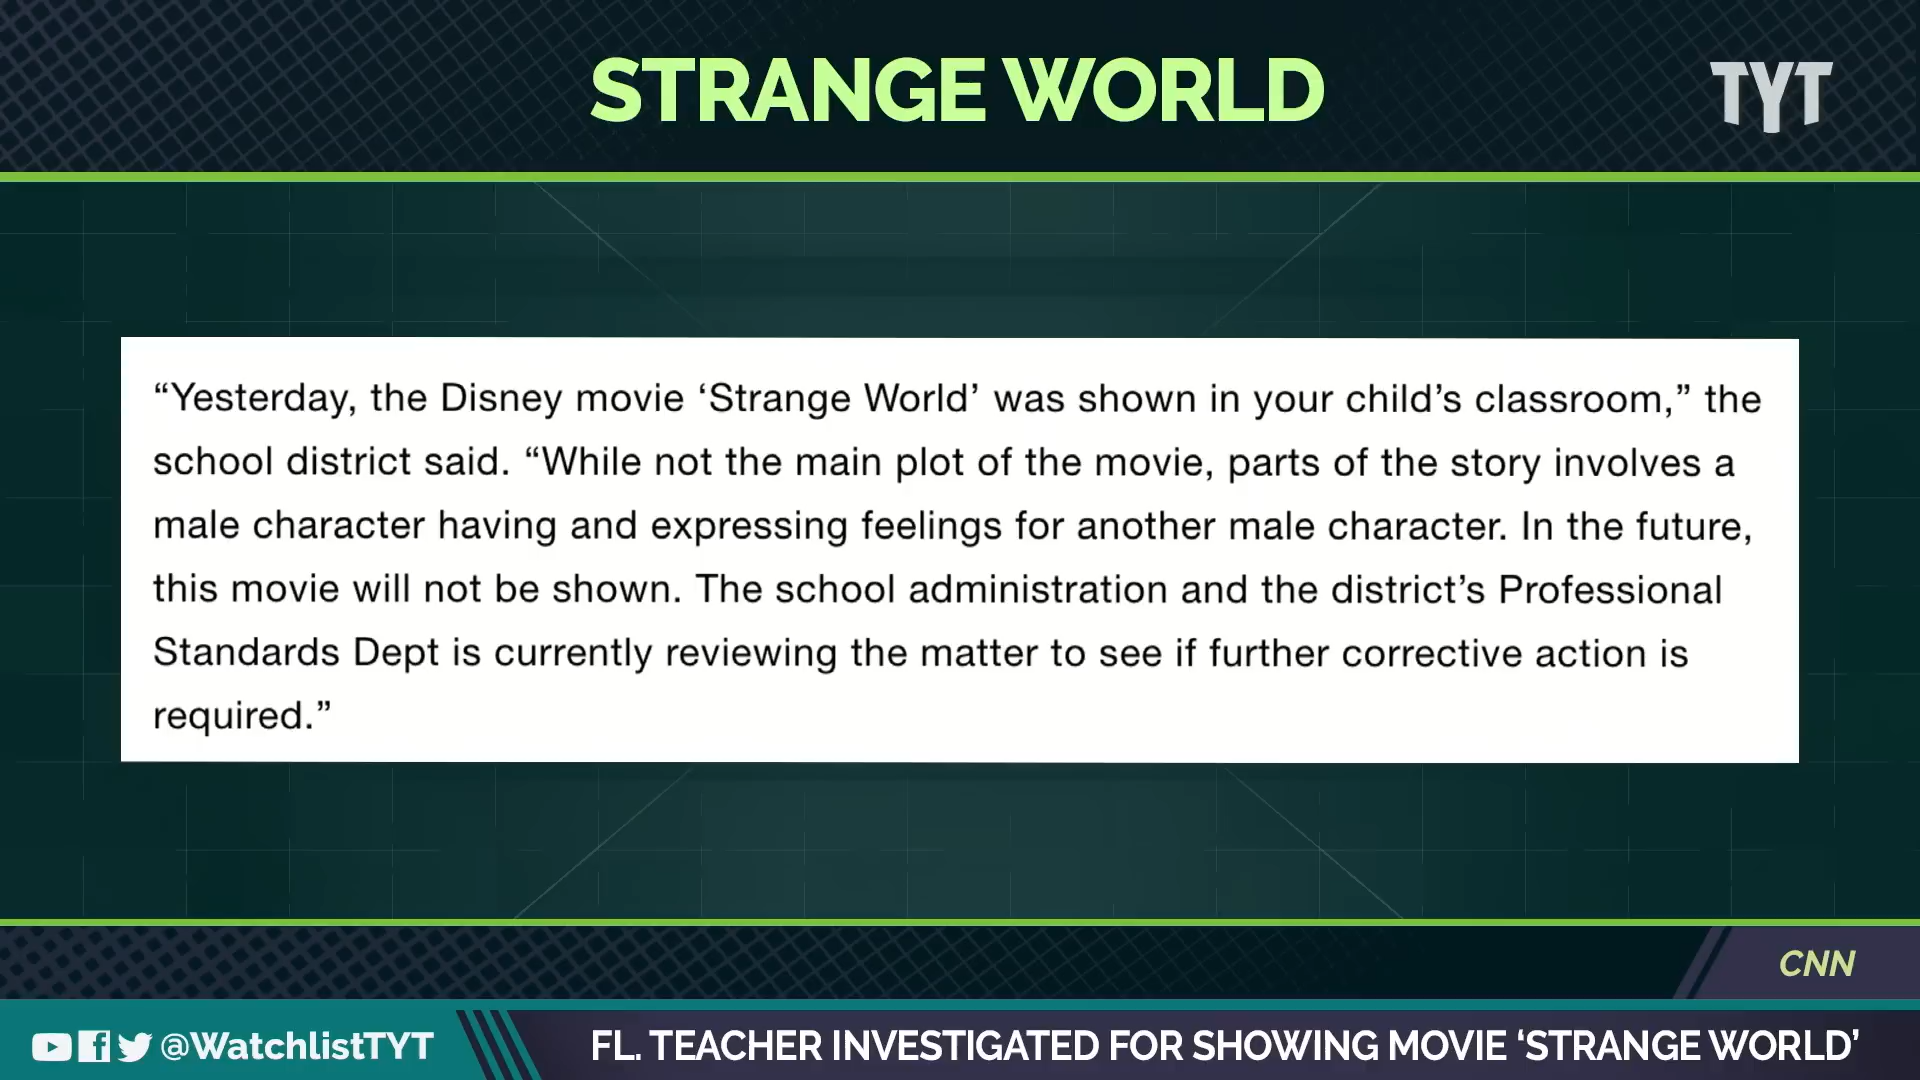 STRANGE WORLD
TYT
“Yesterday, the Disney movie ‘Strange World’ was shown in your child’s classroom,” the
school district said. “While not the main plot of the movie, parts of the story involves a
male character having and expressing feelings for another male character. In the future,
this movie will not be shown. The school administration and the district’s Professional
Standards Dept is currently reviewing the matter to see if further corrective action is
required.”
CNN
@WatchlistTYT
FL. TEACHER INVESTIGATED FOR SHOWING MOVIE ‘STRANGE WORLD’